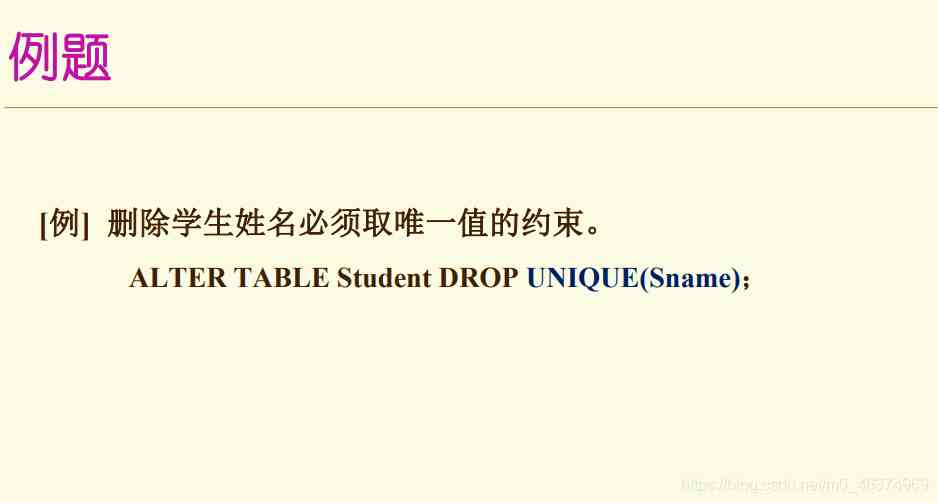 例题
[例] 删除学生姓名必须取唯一值的约束。
ALTER TABLE Student DROP UNIQUE(Sname)；
https://blog.csdn.net/m0_46374969